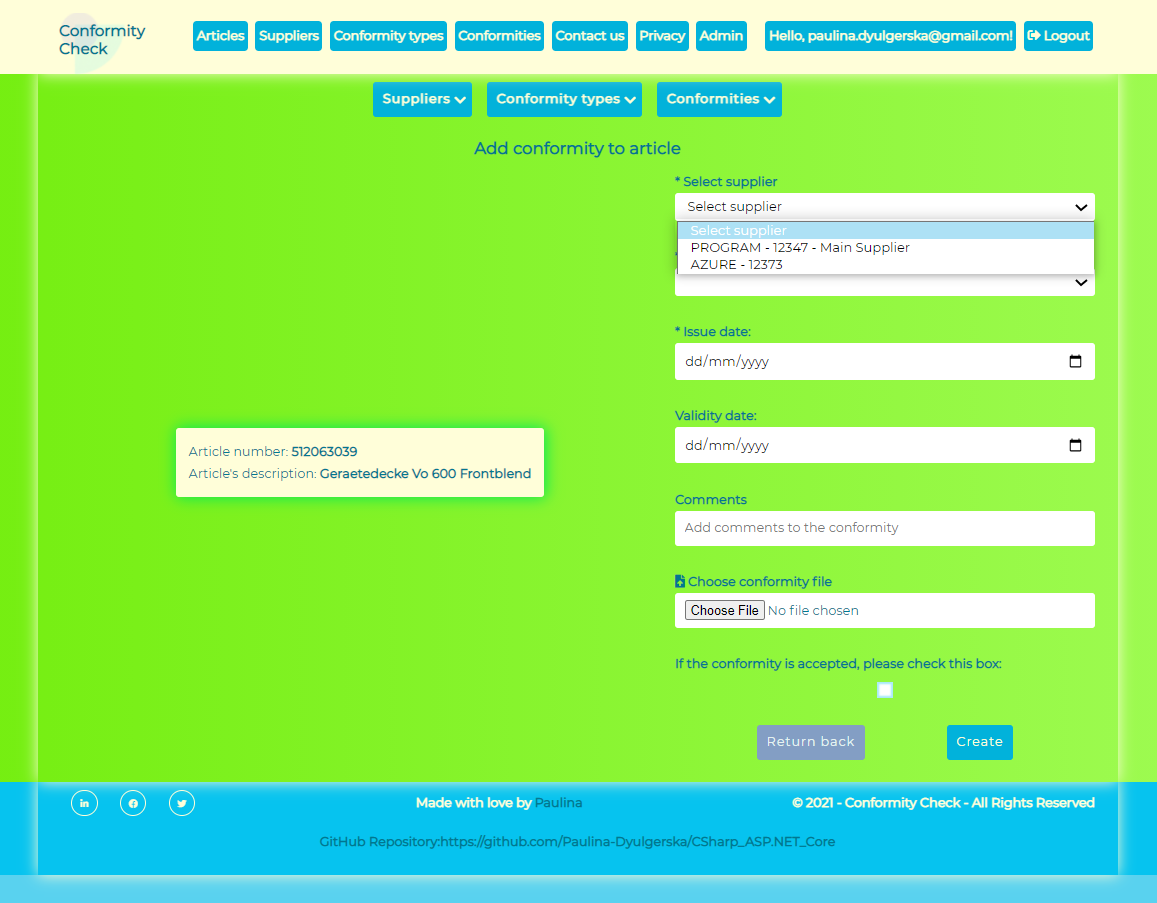 Conformity
Check
Articles
Suppliers
Conformity types
Conformities
Contact us
Privacy
Admin
Hello, paulina.dyulgerska@gmail.com!
Logout
Suppliers
Conformity types
Conformities
Add conformity to article
Article number: 512063039
Article's description: Geraetedecke Vo 600 Frontblend
* Select supplier
Select supplier
Select supplier
PROGRAM - 12347 - Main Supplier
AZURE - 12373
* Issue date:
dd/mm/yyyy
Validity date:
dd/mm/yyyy
Comments
Add comments to the conformity
Choose conformity file
Choose File No file chosen
If the conformity is accepted, please check this box:
Return back
Create
Made with love by Paulina
© 2021 - Conformity Check - All Rights Reserved
GitHub Repository:https://github.com/Paulina-Dyulgerska/CSharp_ASP.NET_Core